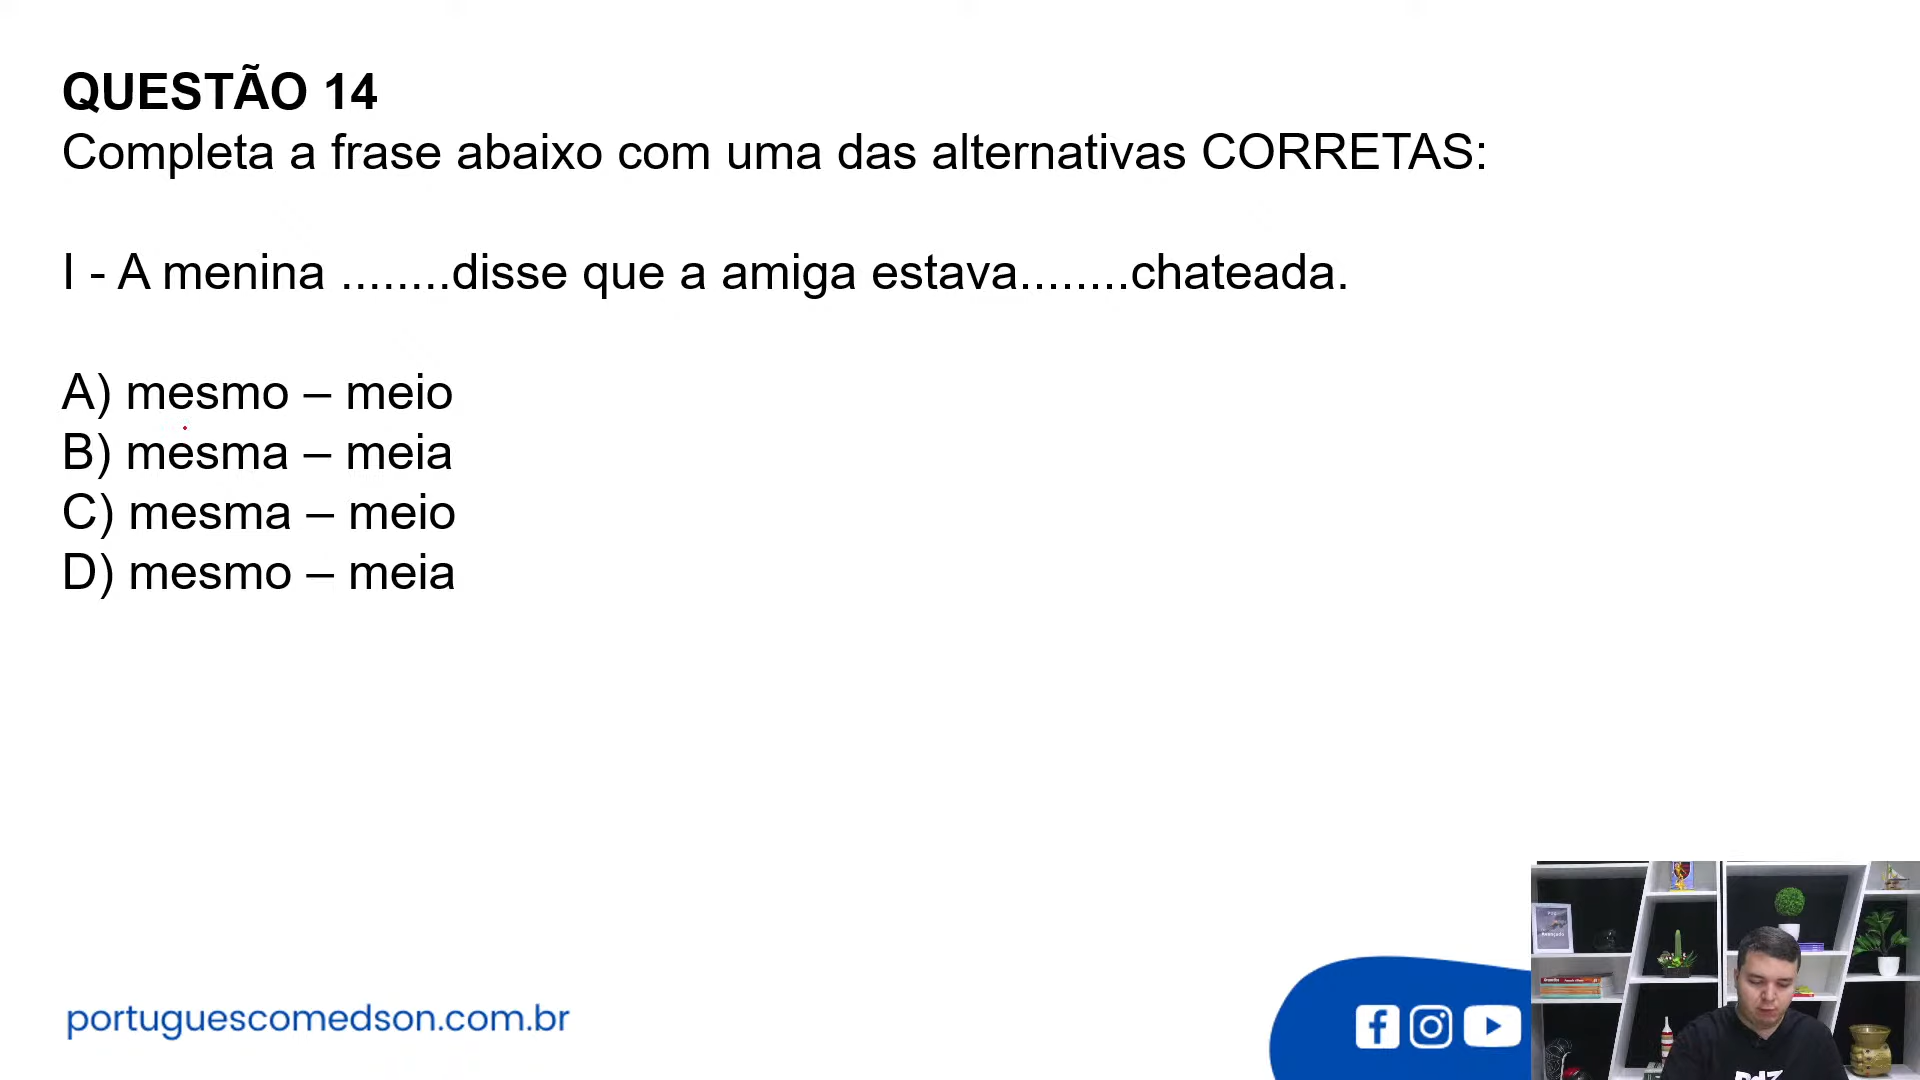 QUESTÃO 14
Completa a frase abaixo com uma das alternativas CORRETAS:
I - A menina ........disse que a amiga estava........chateada.
A) mesmo – meio
B) mesma – meia
C) mesma – meio
D) mesmo – meia
portuguescomedson.com.br